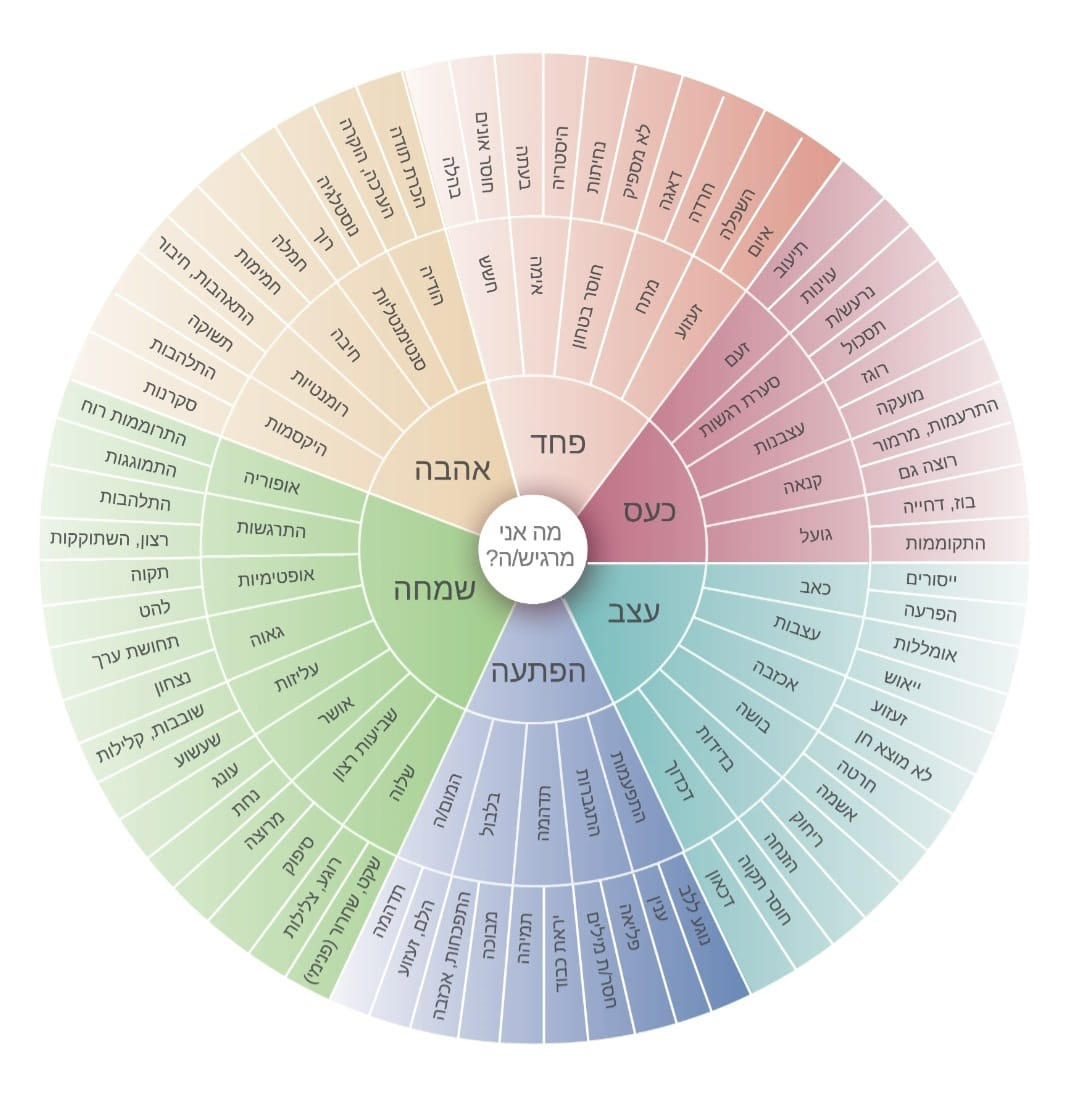 מה אני
מרגיש/ה?
פחד
חשש
אימה
חוסר בטחון
מתח
זעזוע
בהלה
חוסר אונים
התעב
היסטריה
נחיתות
לא מספיק
דאגה
חרדה
השפלה
איום
כעס
זעם
סערת רגשות
עצבנות
קנאה
גועל
תיעוב
עוינות
נרעש/ת
תסכול
רוגז
מועקה
התרעמות, מרמור
רוצה גם
בוז, דחייה
התקוממות
עצב
כאב
עצבות
אכזבה
בושה
בדידות
דכדוך
ייסורים
הפרעה
אומללות
ייאוש
זעזוע
לא מוצא חן
חרטה
אשמה
ריחוק
הזנחה
חוסר תקוה
דכאון
הפתעה
התפעמות
התגברות
תדהמה
בלבול
המום/ה
נוגע ללב
ענין
פליאה
חסר/ת מילים
יראת כבוד
תמיהה
מבוכה
התפכחות, אכזבה
הלם, זעזוע
תדהמה
שמחה
שלוה
שביעות רצון
אושר
עליזות
גאוה
אופטימיות
התרגשות
אופוריה
שקט, שחרור (פנימי)
רוגע, צלילות
סיפוק
מרוצה
נחת
עונג
שעשוע
שובבות, קלילות
נצחון
תחושת ערך
להט
תקוה
רצון, השתוקקות
התלהבות
התמוגגות
התרוממות רוח
אהבה
היקסמות
רומנטיות
חיבה
סנטימנטליות
הודיה
סקרנות
התלהבות
תשוקה
התאהבות, חיבור
חמימות
חמלה
רוך
נוסטלגיה
הערכה, הוקרה
הכרת תודה